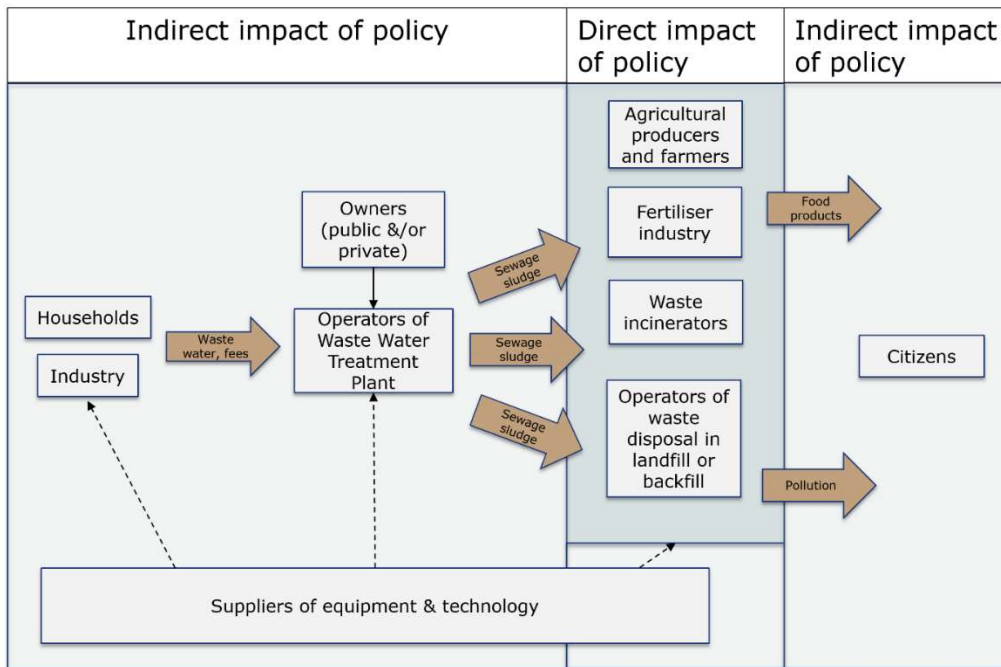 Indirect impact of policy
Direct impact
of policy
Indirect impact
of policy
Agricultural
producers
and farmers
Owners
(public &/or
private)
Fertiliser
industry
Food
products
Sewage
sludge
Households
Industry
Waste
water, fees
Operators of
Waste Water
Treatment
Plant
Sewage
sludge
Waste
incinerators
Citizens
Sewage
sludge
Operators of
waste
disposal in
landfill or
backfill
Pollution
Suppliers of equipment & technology